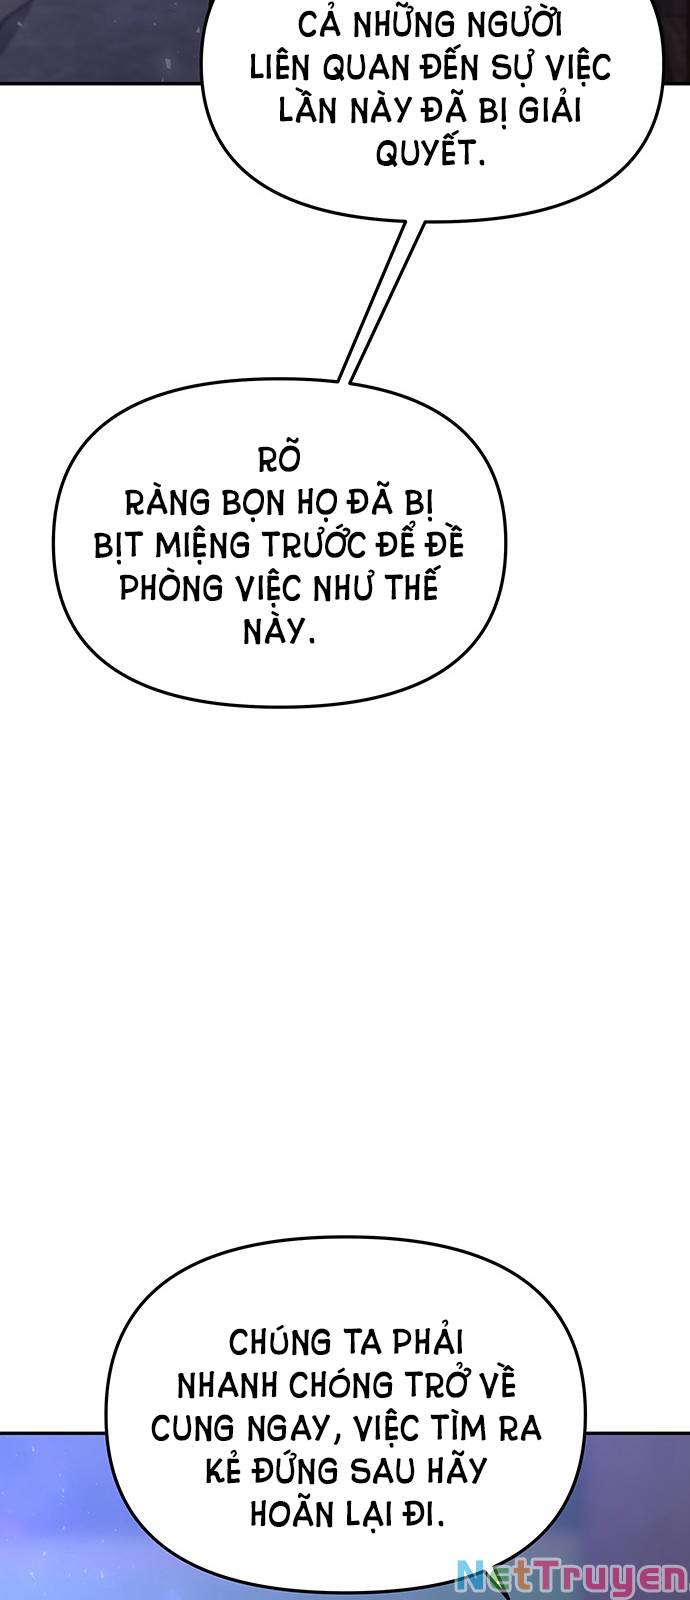 CẢ NHỮNG NGƯỜI
LIÊN QUAN ĐẾN SỰ VIỆC
LẦN NÀY ĐÃ BỊ GIẢI
QUYẾT.
RÕ
RÀNG BỌN HỌ ĐÃ BỊ
BỊT MIỆNG TRƯỚC ĐỂ ĐỀ
PHÒNG VIỆC NHƯ THẾ
NÀY.
CHÚNG TA PHẢI
NHANH CHÓNG TRỞ VỀ
CUNG NGAY, VIỆC TÌM RA
KẺ ĐỨNG SAU HÃY
HOÃN LẠI ĐI.
NetTruyen